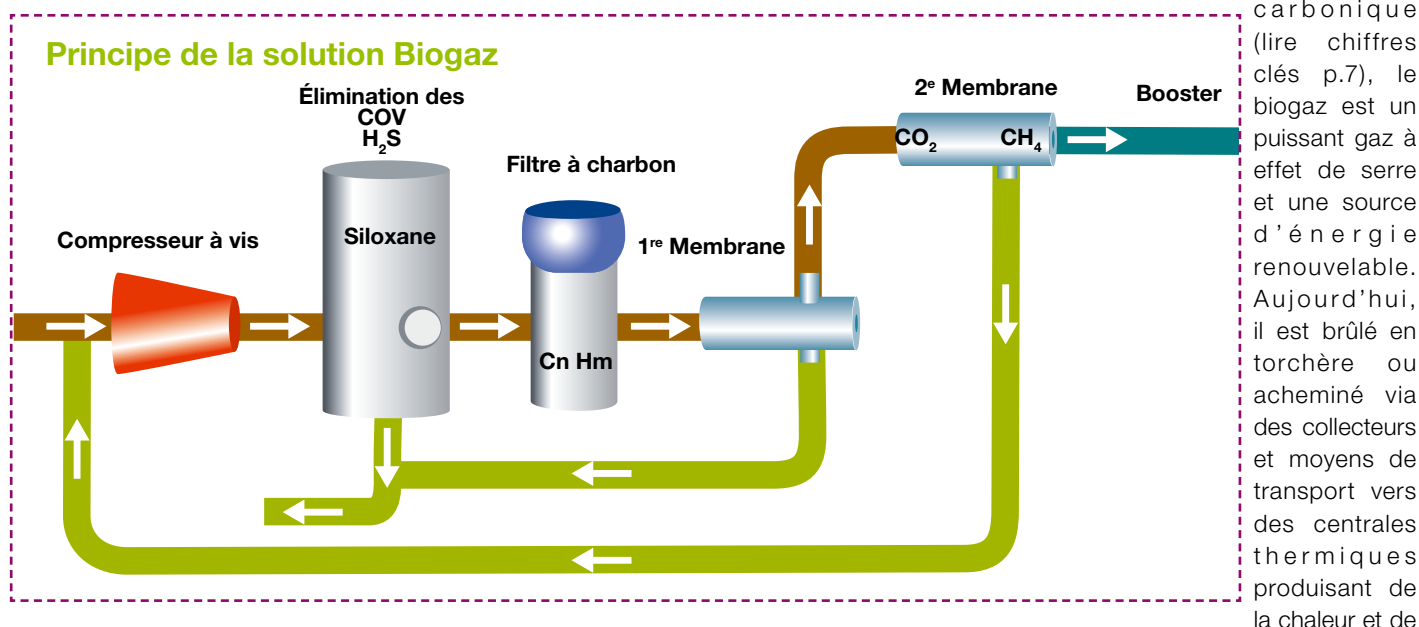 Principe de la solution Biogaz
Élimination des
COV
H₂S
Siloxane
Compresseur à vis
Filtre à charbon
Cn Hm
1re Membrane
2e Membrane
CO₂
CH₄
Booster
carbonique
(lire chiffres
clés p.7), le
biogaz est un
puissant gaz à
effet de serre
et une source
d'énergie
renouvelable.
Aujourd'hui,
il est brûlé en
torchère ou
acheminé via
des collecteurs
et moyens de
transport vers
des centrales
thermiques
produisant de
la chaleur et de